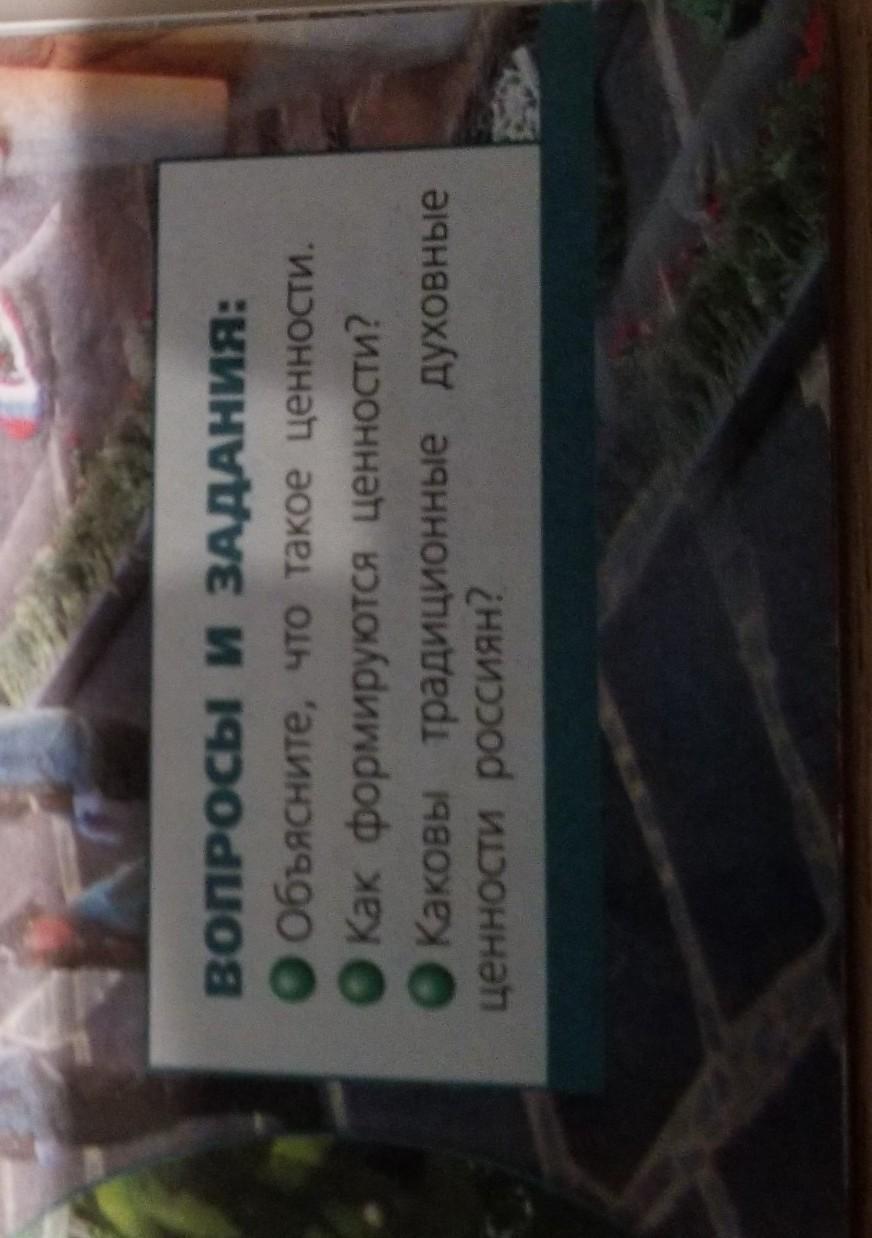 ВОПРОСЫ И ЗАДАНИЯ:
Объясните, что такое ценности.
Как формируются ценности?
Каковы традиционные духовные
ценности россиян?